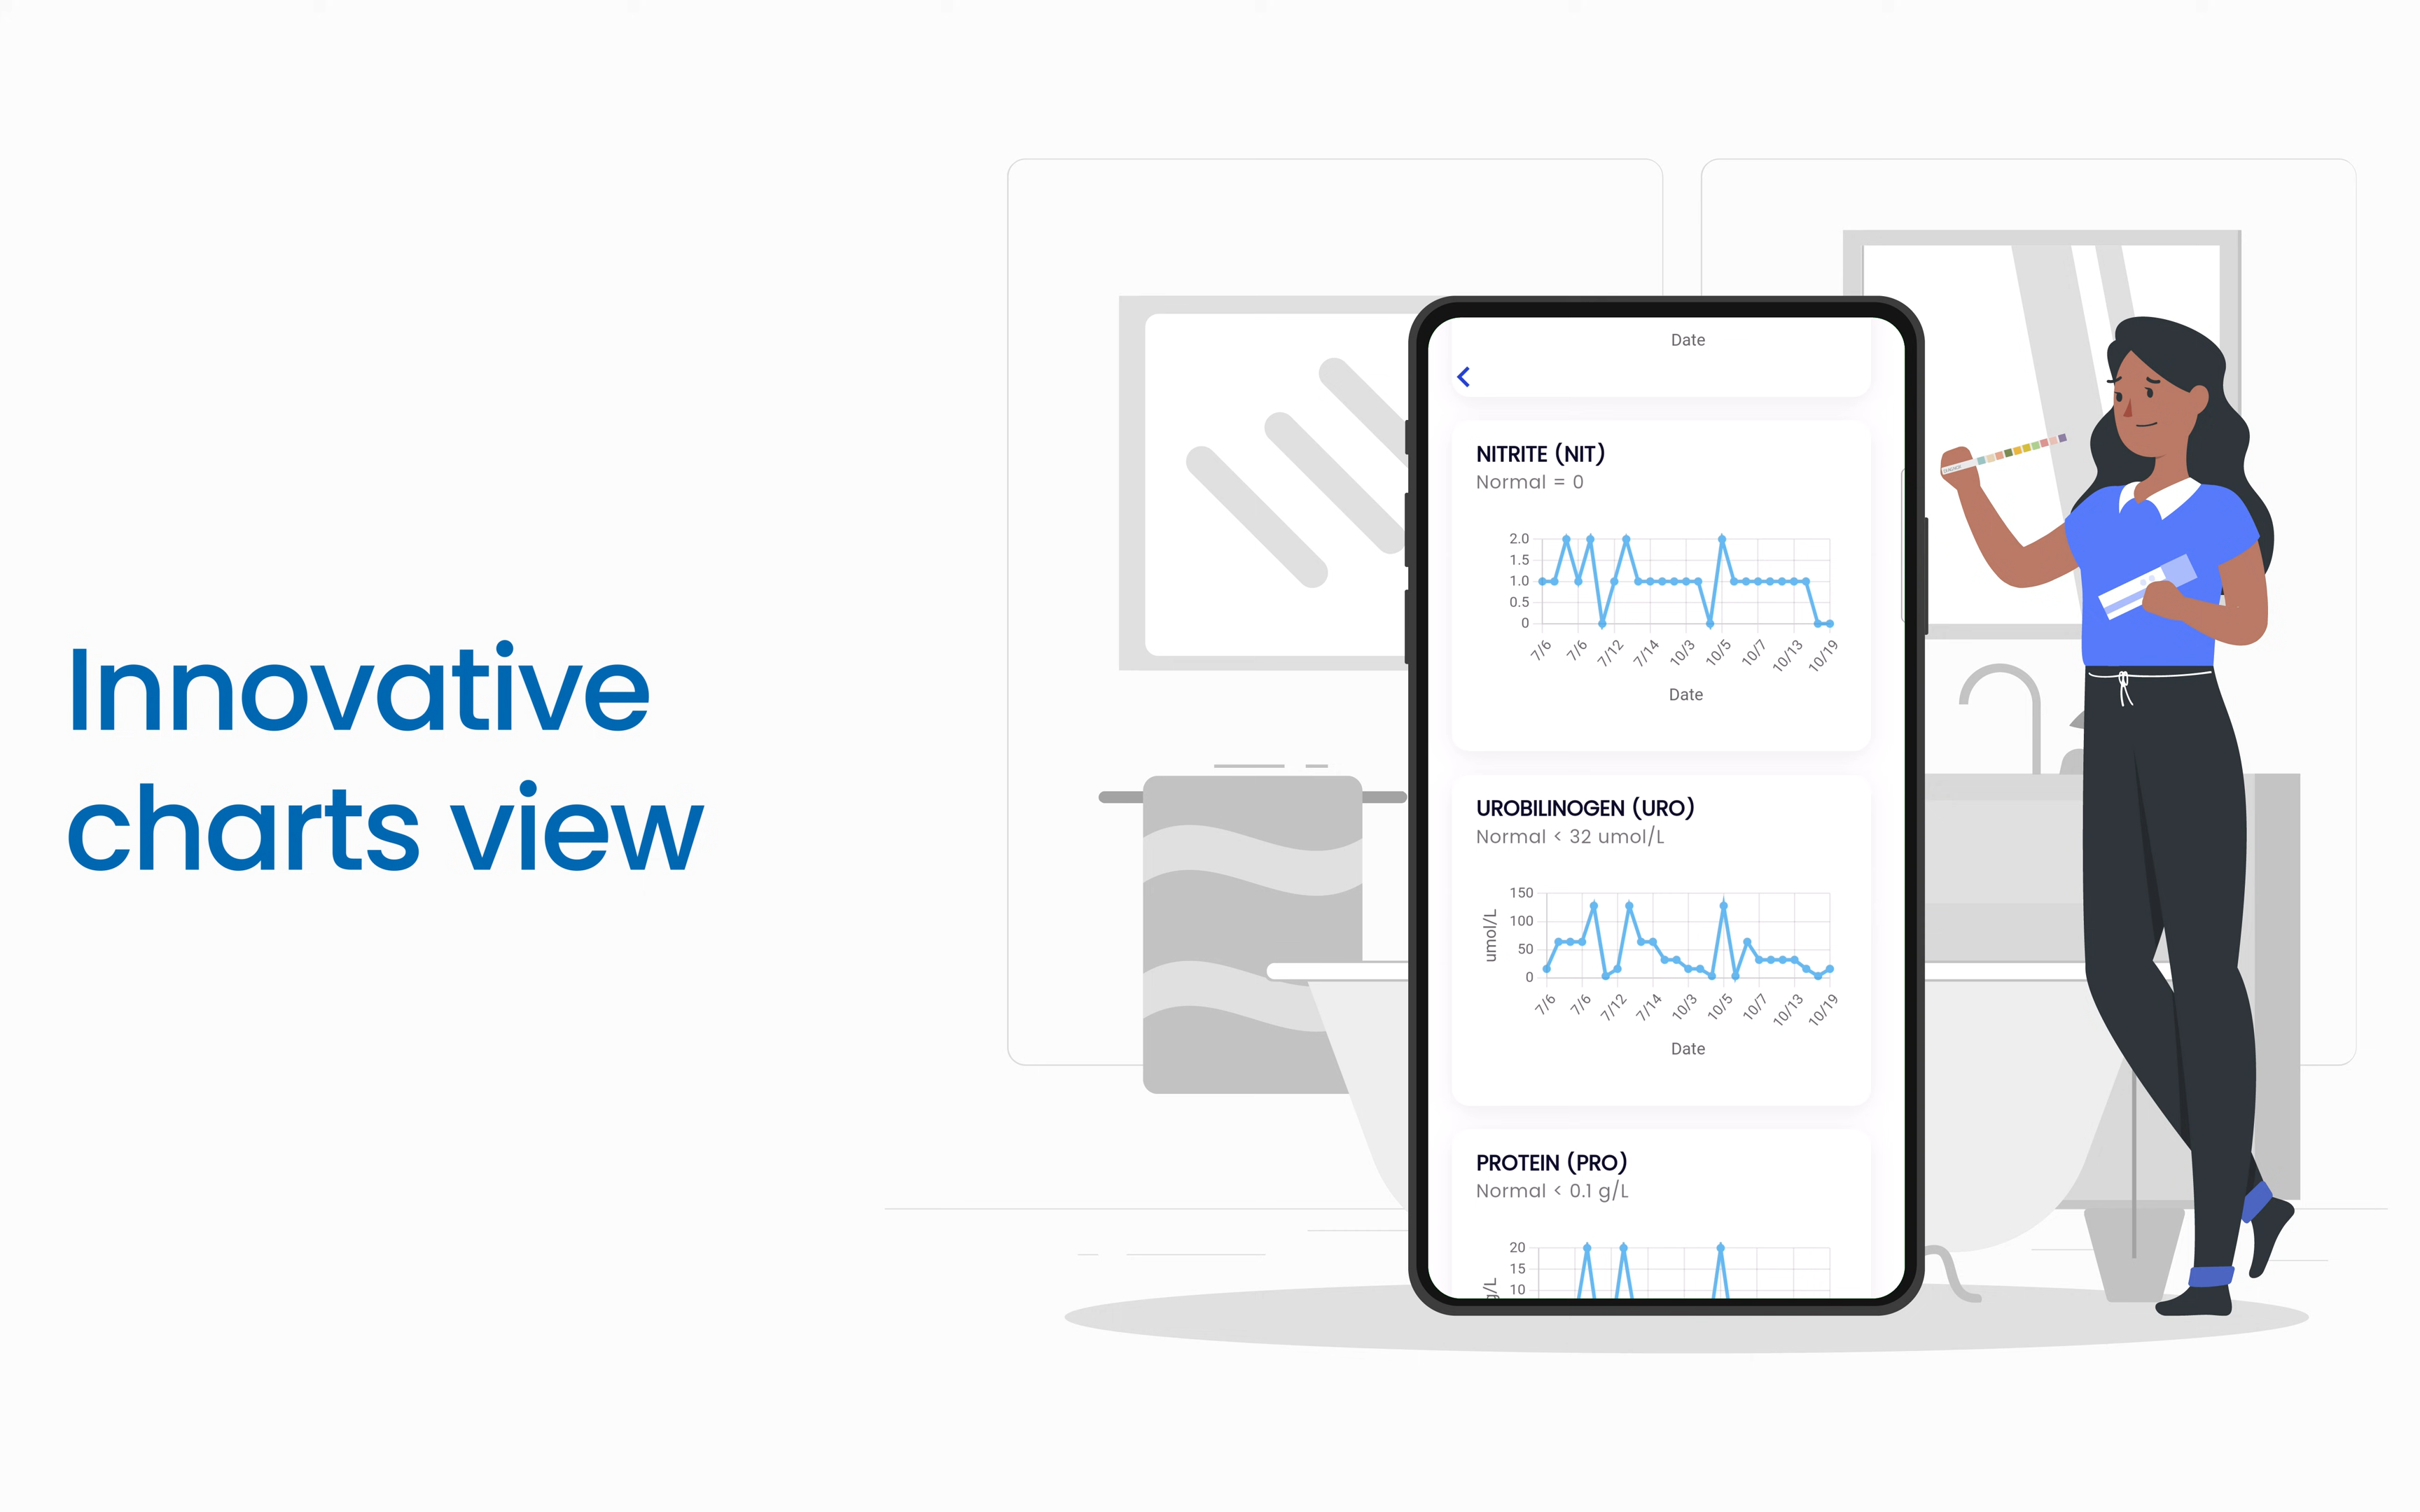 Innovative
charts view
Date
NITRITE (NIT)
Normal = 0
2.0
1.5
1.0
0.5
0
7/6 7/6 7/12 7/14 10/3 10/5 10/7 10/13 10/19
Date
UROBILINOGEN (URO)
Normal < 32 umol/L
umol/L
150
100
50
0
7/6 7/6 7/12 7/14 10/3 10/5 10/7 10/13 10/19
Date
PROTEIN (PRO)
Normal < 0.1 g/L
g/L
20
15
10